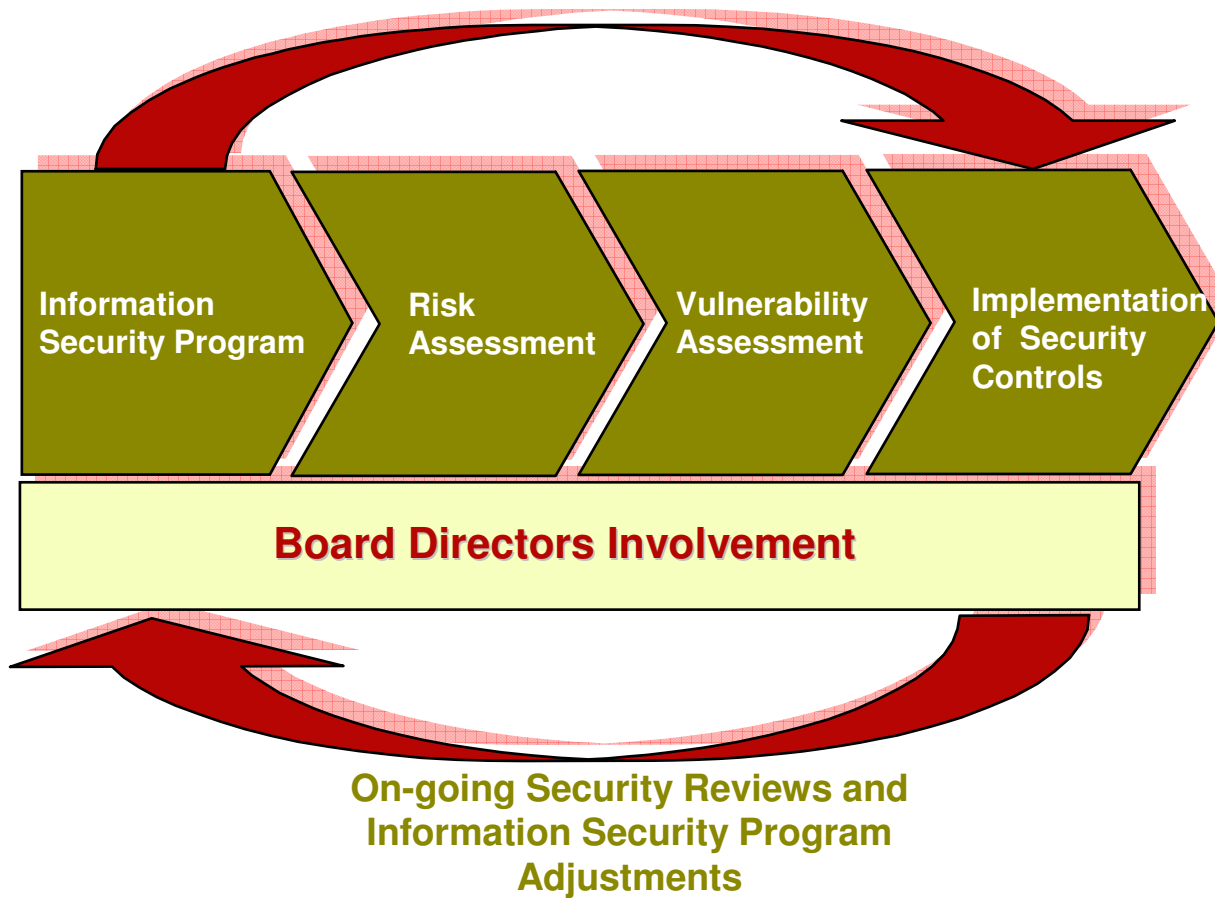 Information
Security Program
Risk
Assessment
Vulnerability
Assessment
Implementation
of  Security
Controls
Board Directors Involvement
On-going Security Reviews and
Information Security Program
Adjustments